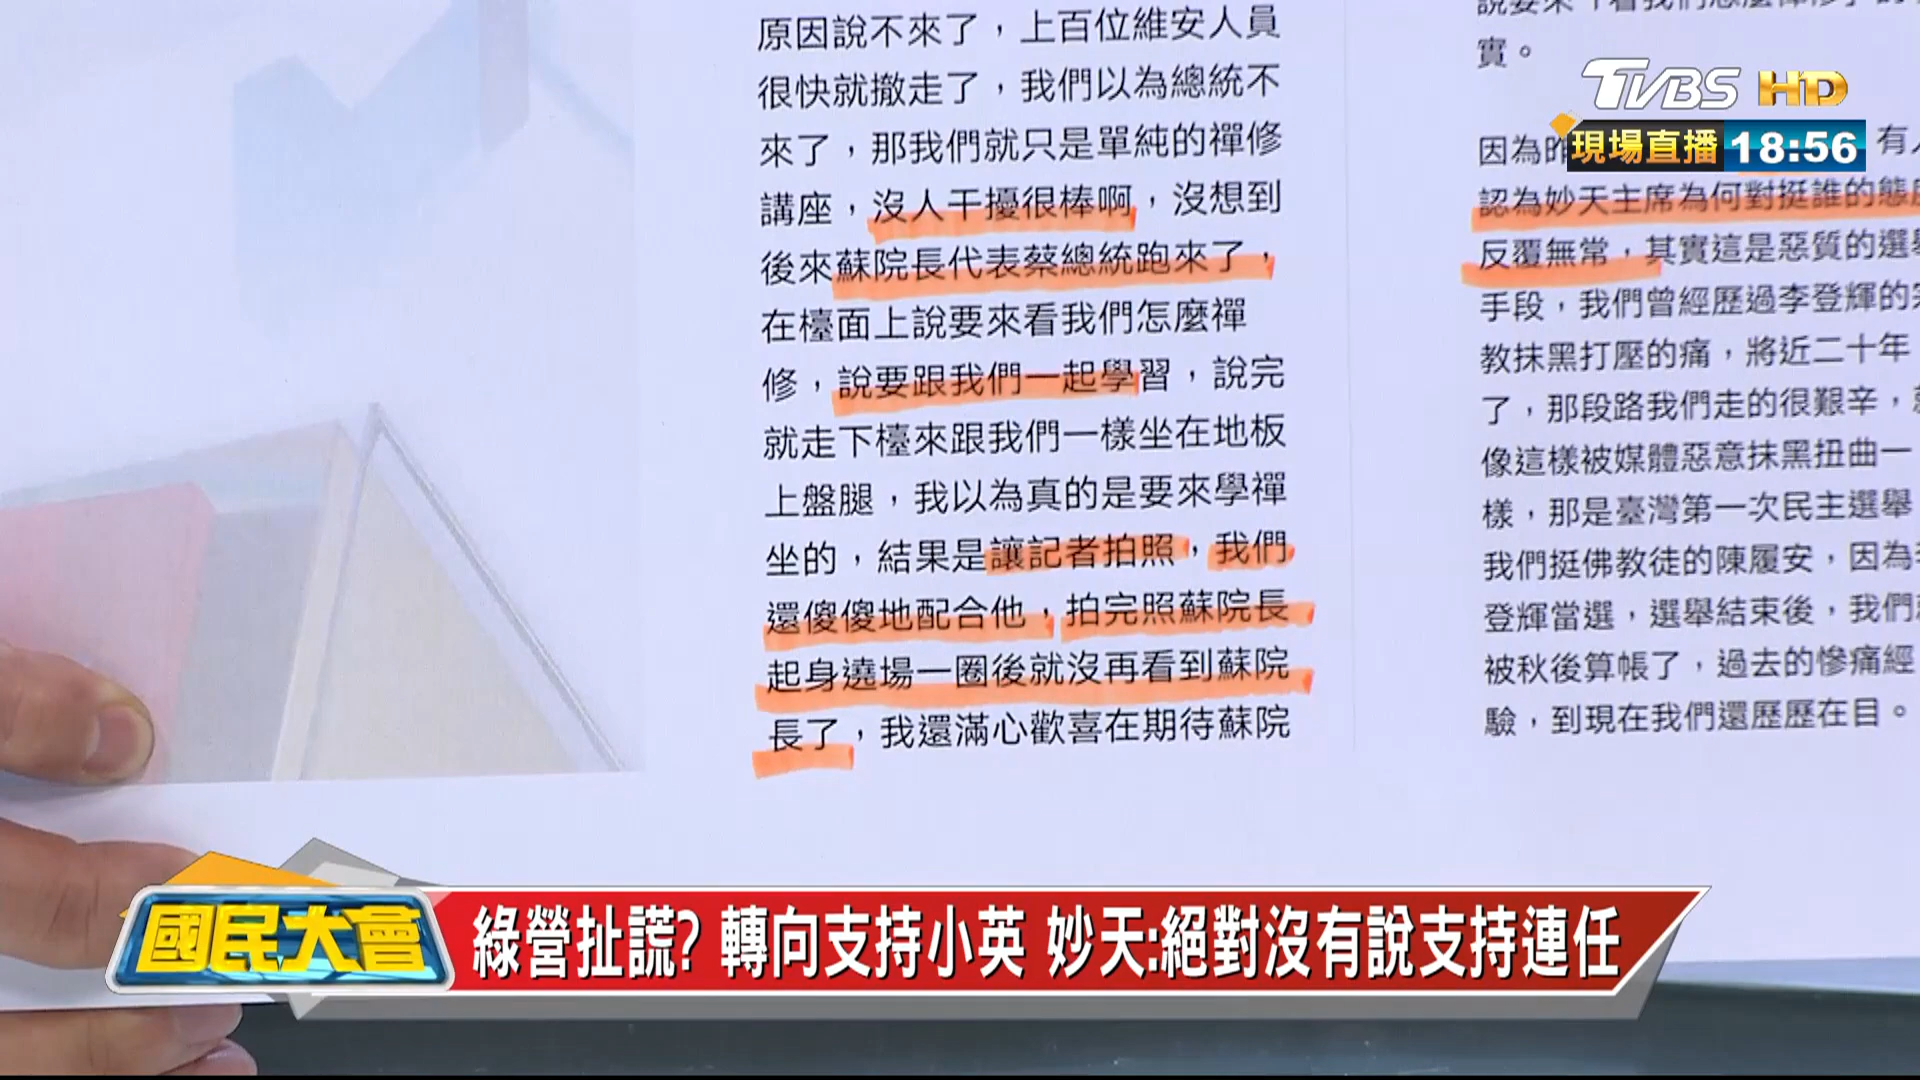 原因說不來了，上百位維安人員
很快就撤走了，我們以為總統不
來了，那我們就只是單純的禪修
講座，沒人干擾很棒啊，沒想到
後來蘇院長代表蔡總統跑來了，
在檯面上說要來看我們怎麼禪
修，說要跟我們一起學習，說完
就走下檯來跟我們一樣坐在地板
上盤腿，我以為真的是要來學禪
坐的，結果是讓記者拍照，我們
還傻傻地配合他，拍完照蘇院長
起身遶場一圈後就沒再看到蘇院
長了，我還滿心歡喜在期待蘇院
實。
因為昨
有
認為妙天主席為何對挺誰的態度
反覆無常，其實這是惡質的選舉
手段，我們曾經歷過李登輝的宗
教抹黑打壓的痛，將近二十年
了，那段路我們走的很艱辛，
像這樣被媒體惡意抹黑扭曲一
樣，那是臺灣第一次民主選舉
我們挺佛教徒的陳履安，因為
登輝當選，選舉結束後，我們
被秋後算帳了，過去的慘痛經
驗，到現在我們還歷歷在目。
TVBS HD
現場直播 18:56
國民大會
綠營扯謊? 轉向支持小英 妙天:絕對沒有說支持連任